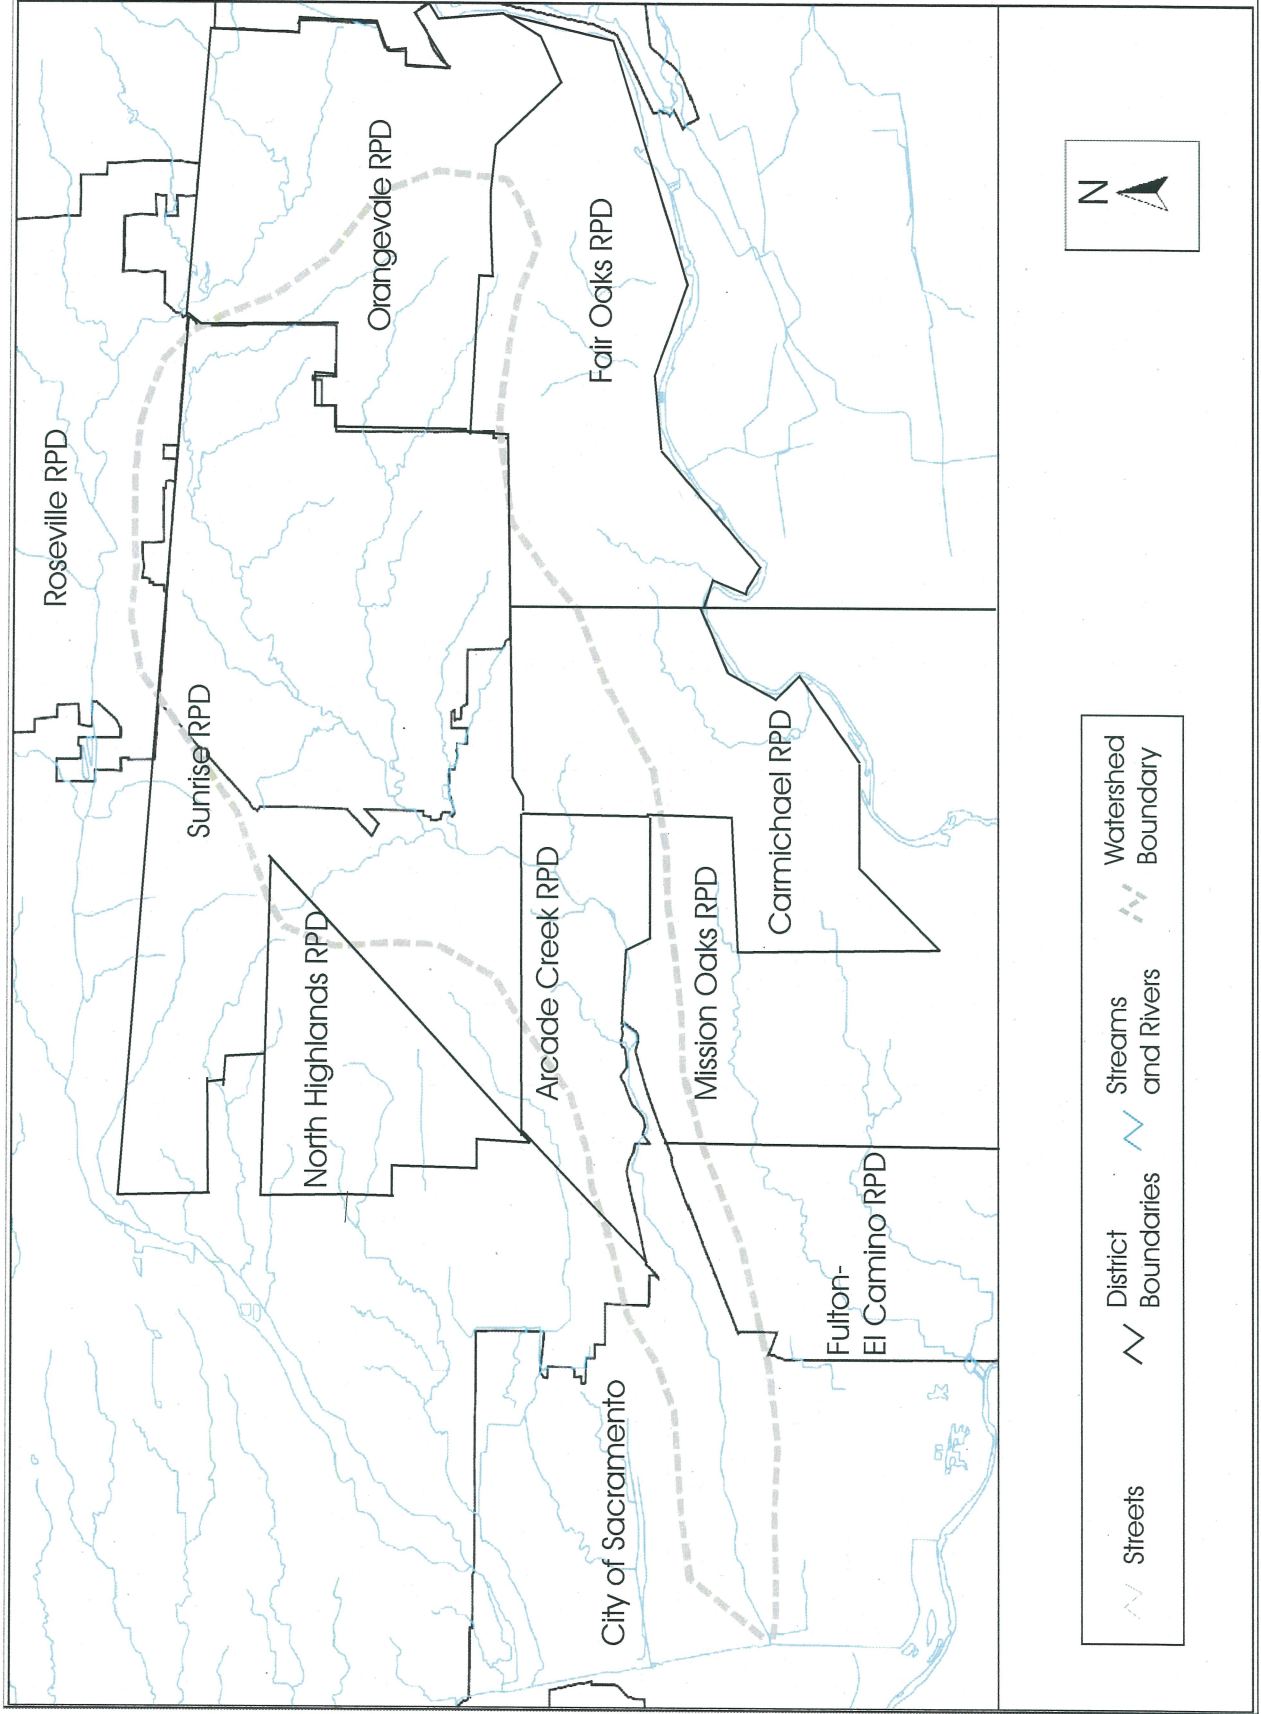 Roseville RPD
Orangevale RPD
Sunrise RPD
Fair Oaks RPD
North Highlands RPD
Arcade Creek RPD
Mission Oaks RPD
Carmichael RPD
City of Sacramento
Fulton-
El Camino RPD
N
Streets
District
Boundaries
Streams
and Rivers
Watershed
Boundary